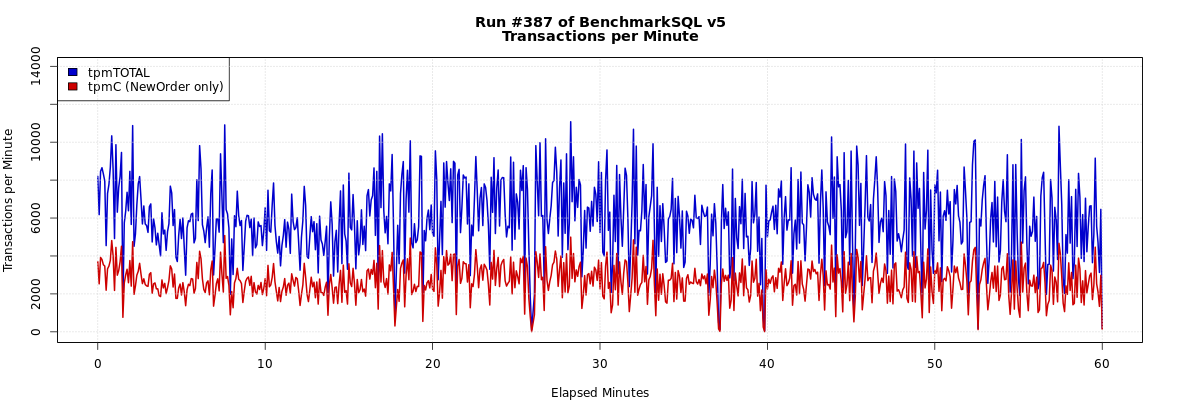 Run #387 of BenchmarkSQL v5
Transactions per Minute
tpmTOTAL
tpmC (NewOrder only)
Transactions per Minute
14000
10000
6000
2000
0
0 10 20 30 40 50 60
Elapsed Minutes